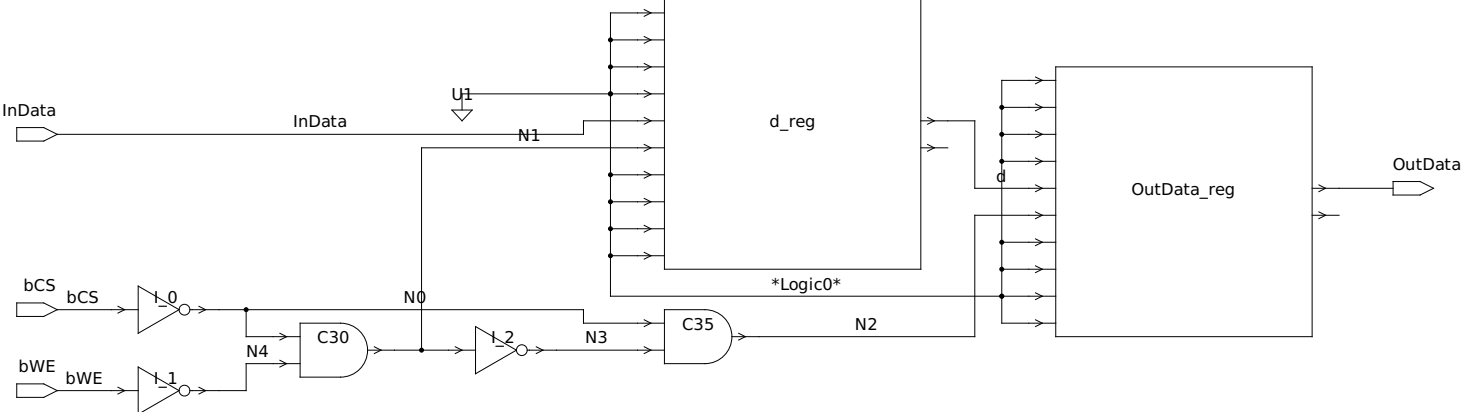 U1
InData
InData
N1
d_reg
d
OutData_reg
OutData
bCS
bCS
I_0
N0
*Logic0*
C30
I_2
N3
C35
N2
N4
bWE
bWE
I_1